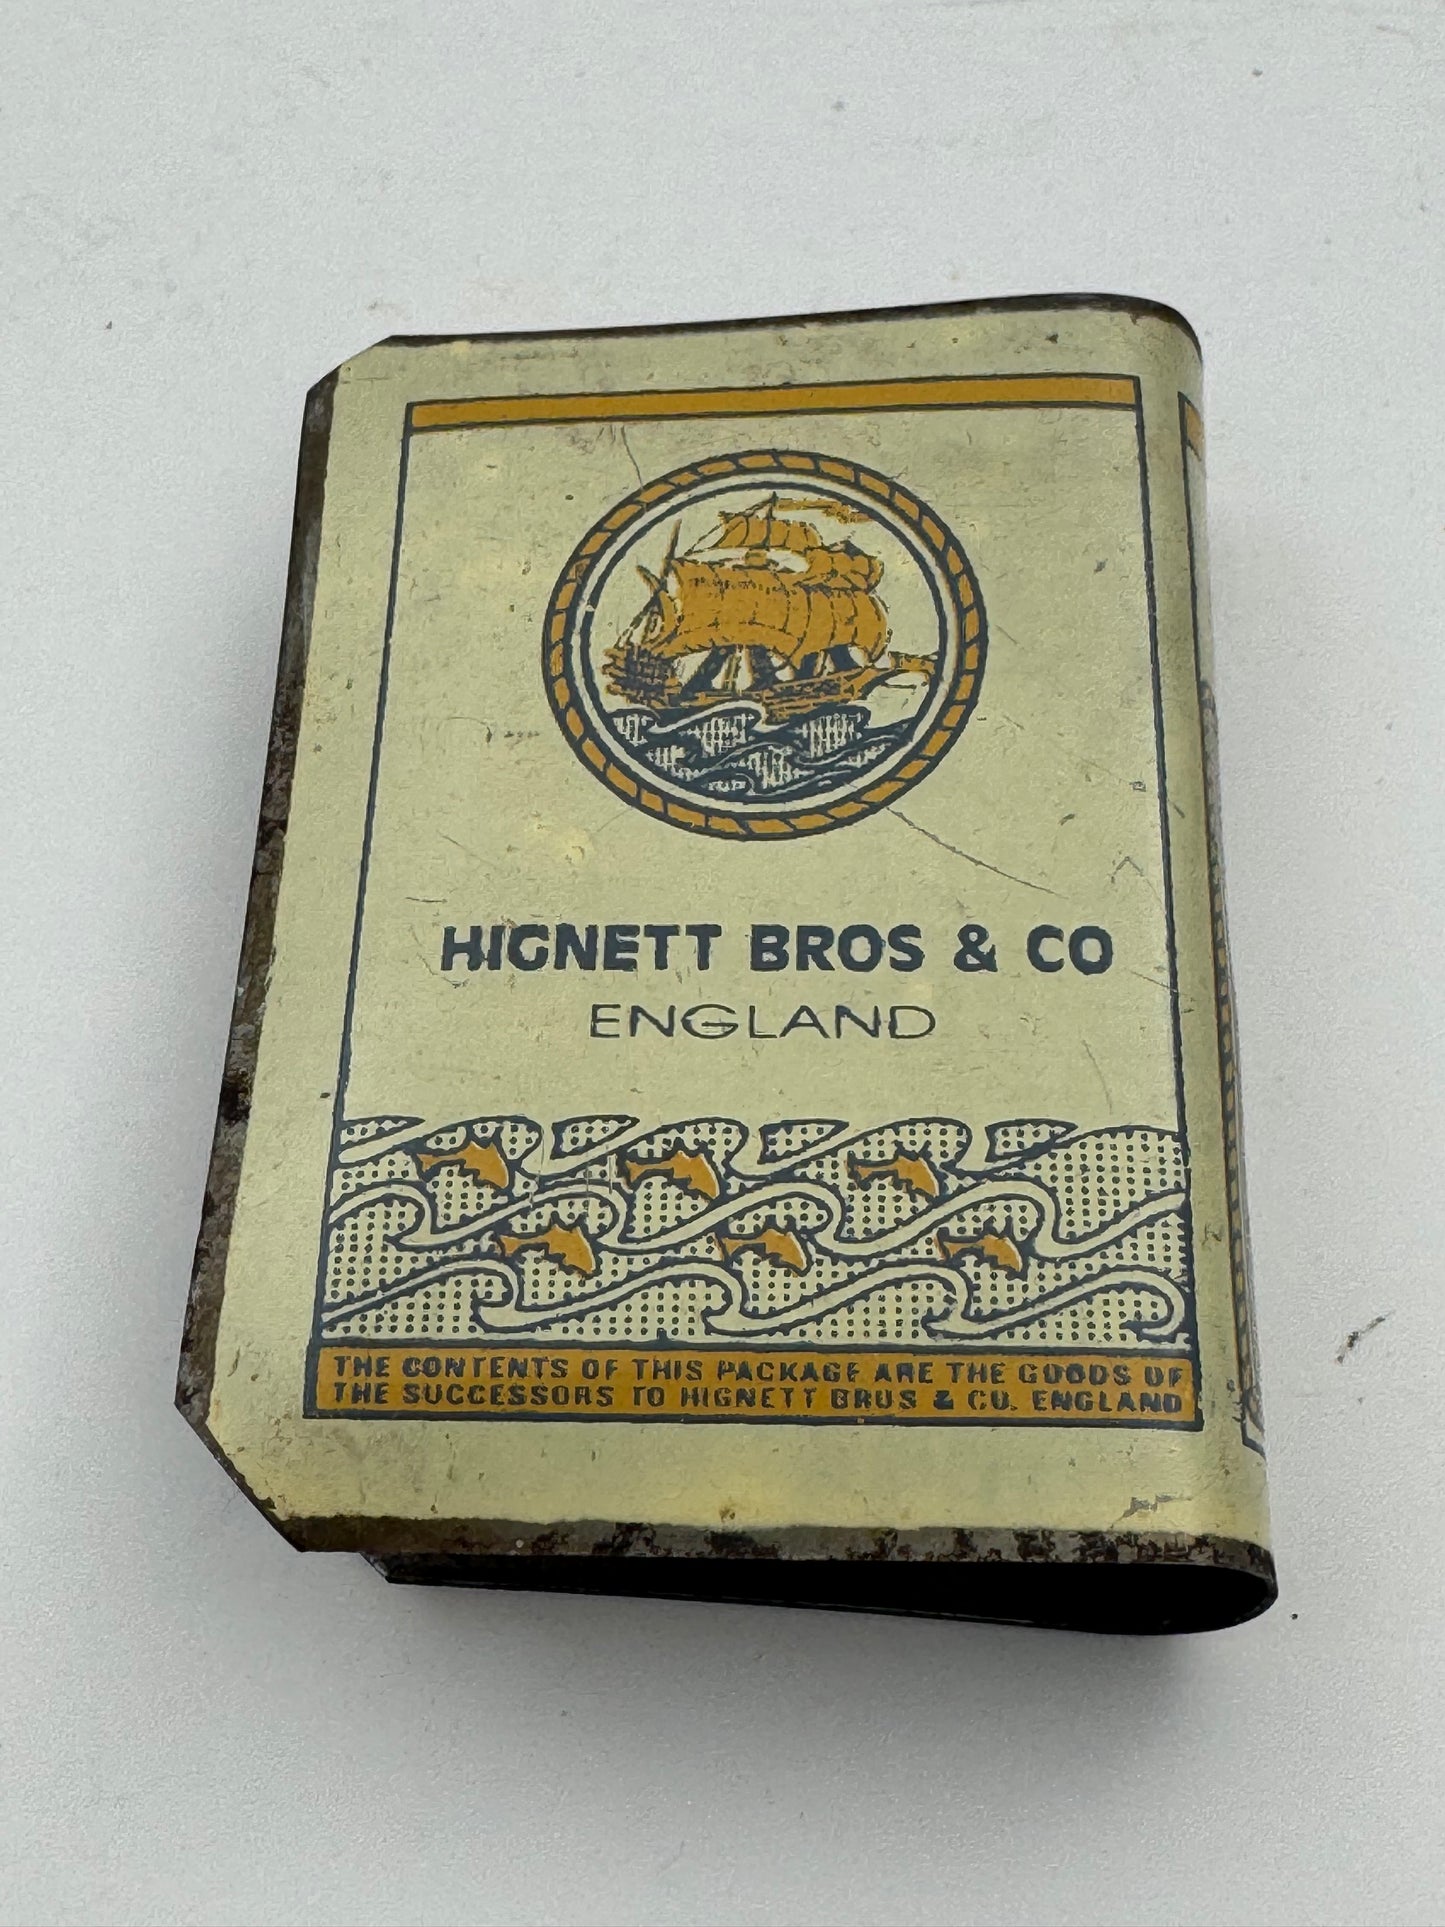 HIGNETT BROS & CO
ENGLAND
THE CONTENTS OF THIS PACKAGE ARE THE GOODS OF
THE SUCCESSORS TO HIGNETT BROS & CO. ENGLAND